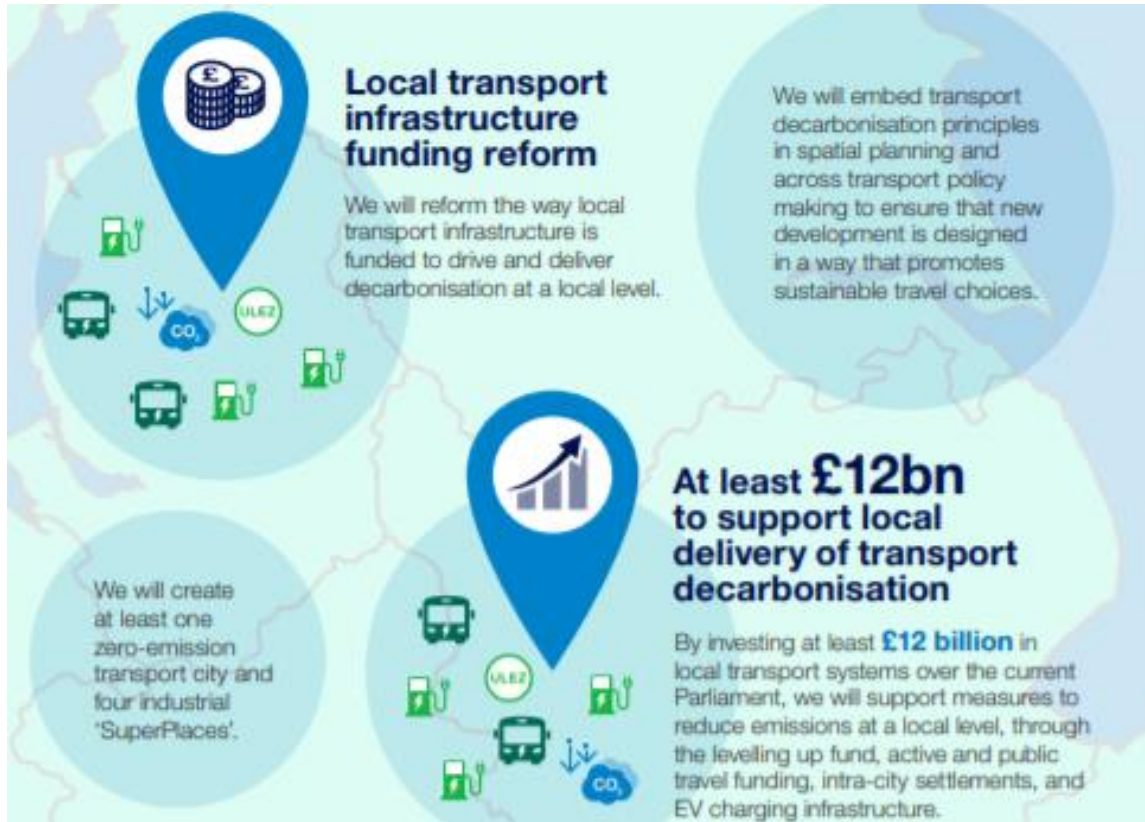 Local transport
infrastructure
funding reform
We will reform the way local
transport infrastructure is
funded to drive and deliver
decarbonisation at a local level.
We will embed transport
decarbonisation principles
in spatial planning and
across transport policy
making to ensure that new
development is designed
in a way that promotes
sustainable travel choices.
£
£
ULEZ
CO₂
At least £12bn
to support local
delivery of transport
decarbonisation
By investing at least £12 billion in
local transport systems over the current
Parliament, we will support measures to
reduce emissions at a local level, through
the levelling up fund, active and public
travel funding, intra-city settlements, and
EV charging infrastructure.
We will create
at least one
zero-emission
transport city and
four industrial
'SuperPlaces'.
ULEZ
CO₂